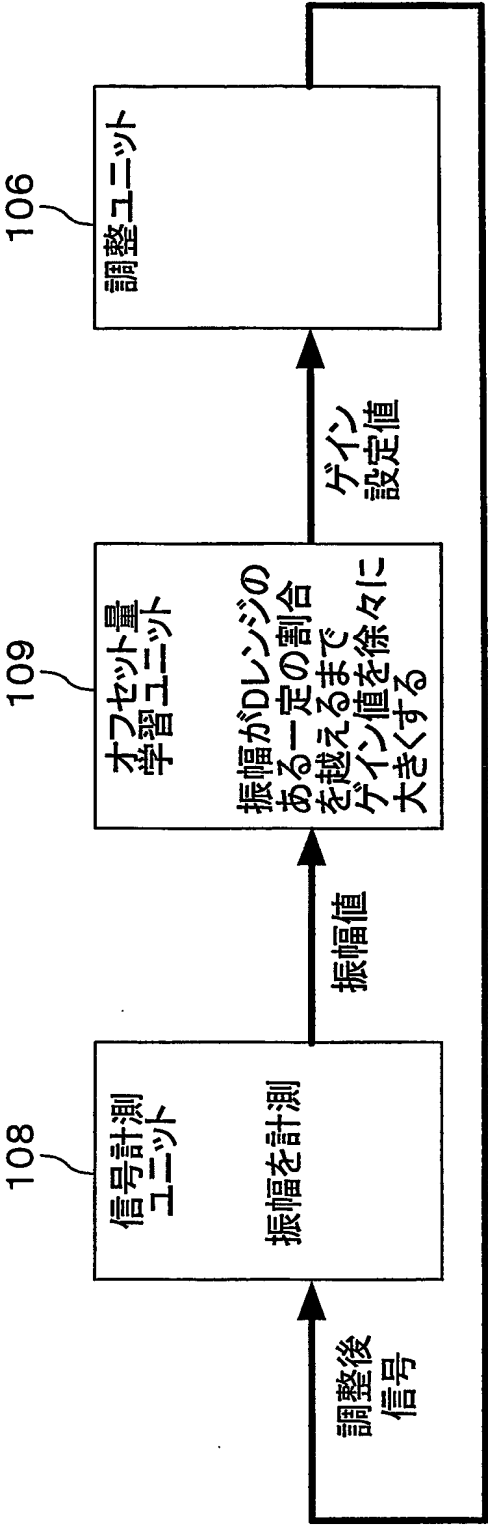 108
信号計測
ユニット
振幅を計測
109
オフセット量
学習ユニット
振幅がDレンジの
ある一定の割合
を越えるまで
ゲイン値を徐々に
大きくする
106
調整ユニット
調整後
信号
振幅値
ゲイン
設定値